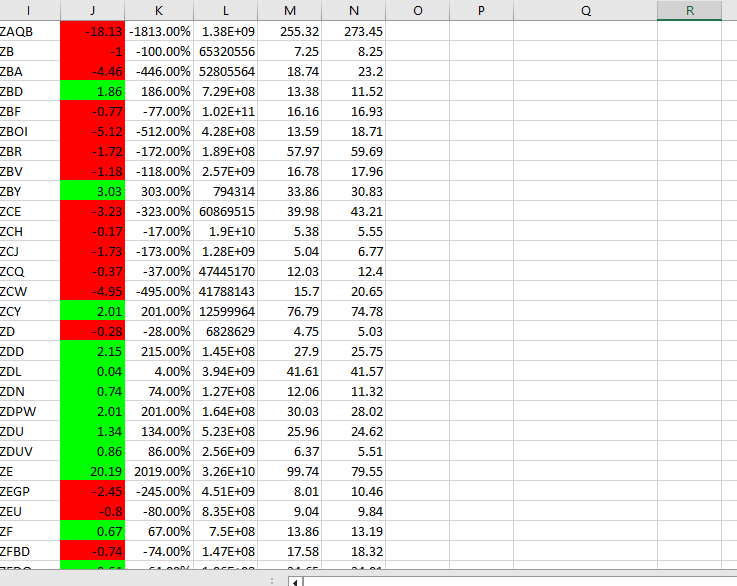 I J K L M N O P Q R
ZAQB -18.13 -1813.00% 1.38E+09 255.32 273.45
ZB -1 -100.00% 65320556 7.25 8.25
ZBA -4.46 -446.00% 52805564 18.74 23.2
ZBD 1.86 186.00% 7.29E+08 13.38 11.52
ZBF -0.77 -77.00% 1.02E+11 16.16 16.93
ZBOI -5.12 -512.00% 4.28E+08 13.59 18.71
ZBR -1.72 -172.00% 1.89E+08 57.97 59.69
ZBV -1.18 -118.00% 2.57E+09 16.78 17.96
ZBY 3.03 303.00% 794314 33.86 30.83
ZCE -3.23 -323.00% 60869515 39.98 43.21
ZCH -0.17 -17.00% 1.9E+10 5.38 5.55
ZCJ -1.73 -173.00% 1.28E+09 5.04 6.77
ZCQ -0.37 -37.00% 47445170 12.03 12.4
ZCW -4.95 -495.00% 41788143 15.7 20.65
ZCY 2.01 201.00% 12599964 76.79 74.78
ZD -0.28 -28.00% 6828629 4.75 5.03
ZDD 2.15 215.00% 1.45E+08 27.9 25.75
ZDL 0.04 4.00% 3.94E+09 41.61 41.57
ZDN 0.74 74.00% 1.27E+08 12.06 11.32
ZDPW 2.01 201.00% 1.64E+08 30.03 28.02
ZDU 1.34 134.00% 5.23E+08 25.96 24.62
ZDUV 0.86 86.00% 2.56E+09 6.37 5.51
ZE 20.19 2019.00% 3.26E+10 99.74 79.55
ZEGP -2.45 -245.00% 4.51E+09 8.01 10.46
ZEU -0.8 -80.00% 8.35E+08 9.04 9.84
ZF 0.67 67.00% 7.5E+08 13.86 13.19
ZFBD -0.74 -74.00% 1.47E+08 17.58 18.32